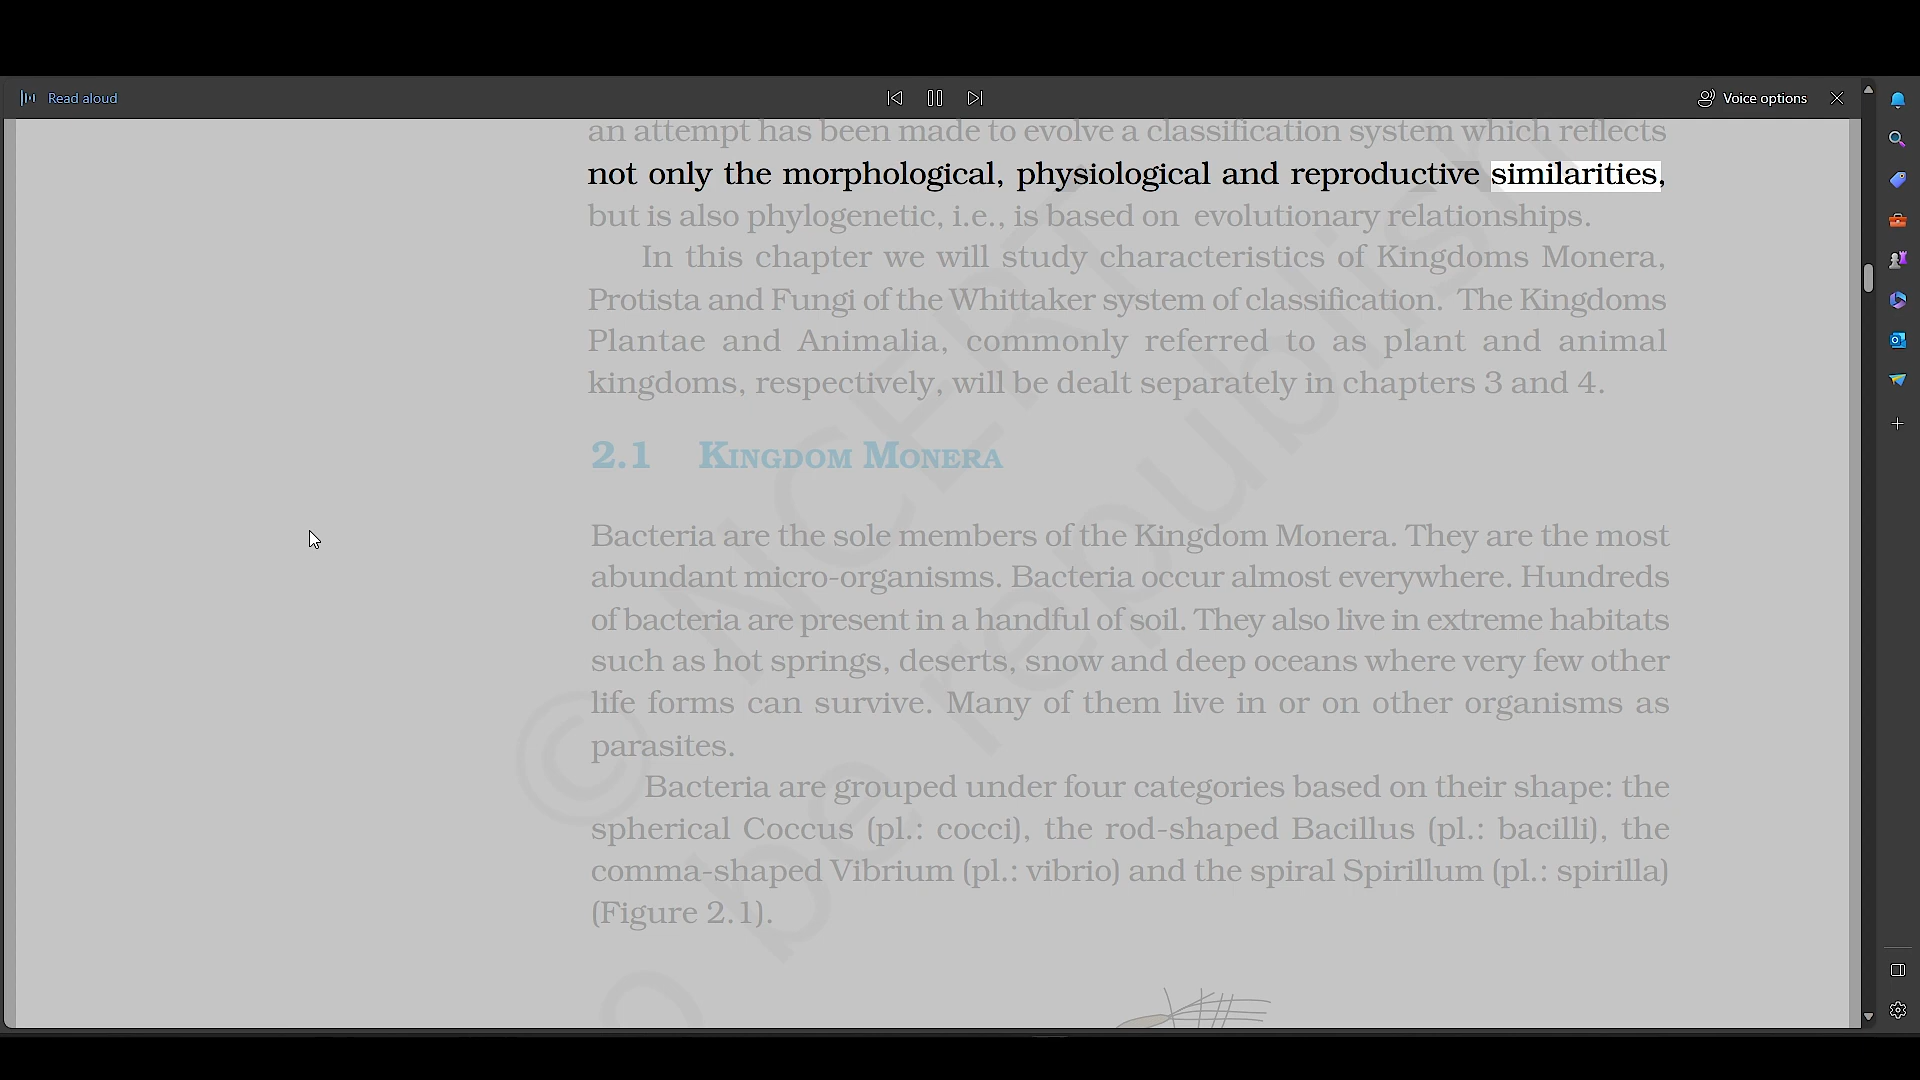 Read aloud
Voice options
an attempt has been made to evolve a classification system which reflects
not only the morphological, physiological and reproductive similarities,
but is also phylogenetic, i.e., is based on evolutionary relationships.
In this chapter we will study characteristics of Kingdoms Monera,
Protista and Fungi of the Whittaker system of classification. The Kingdoms
Plantae and Animalia, commonly referred to as plant and animal
kingdoms, respectively, will be dealt separately in chapters 3 and 4.
2.1 KINGDOM MONERA
Bacteria are the sole members of the Kingdom Monera. They are the most
abundant micro-organisms. Bacteria occur almost everywhere. Hundreds
of bacteria are present in a handful of soil. They also live in extreme habitats
such as hot springs, deserts, snow and deep oceans where very few other
life forms can survive. Many of them live in or on other organisms as
parasites.
Bacteria are grouped under four categories based on their shape: the
spherical Coccus (pl.: cocci), the rod-shaped Bacillus (pl.: bacilli), the
comma-shaped Vibrium (pl.: vibrio) and the spiral Spirillum (pl.: spirilla)
(Figure 2.1).
© NCERT
o be republish